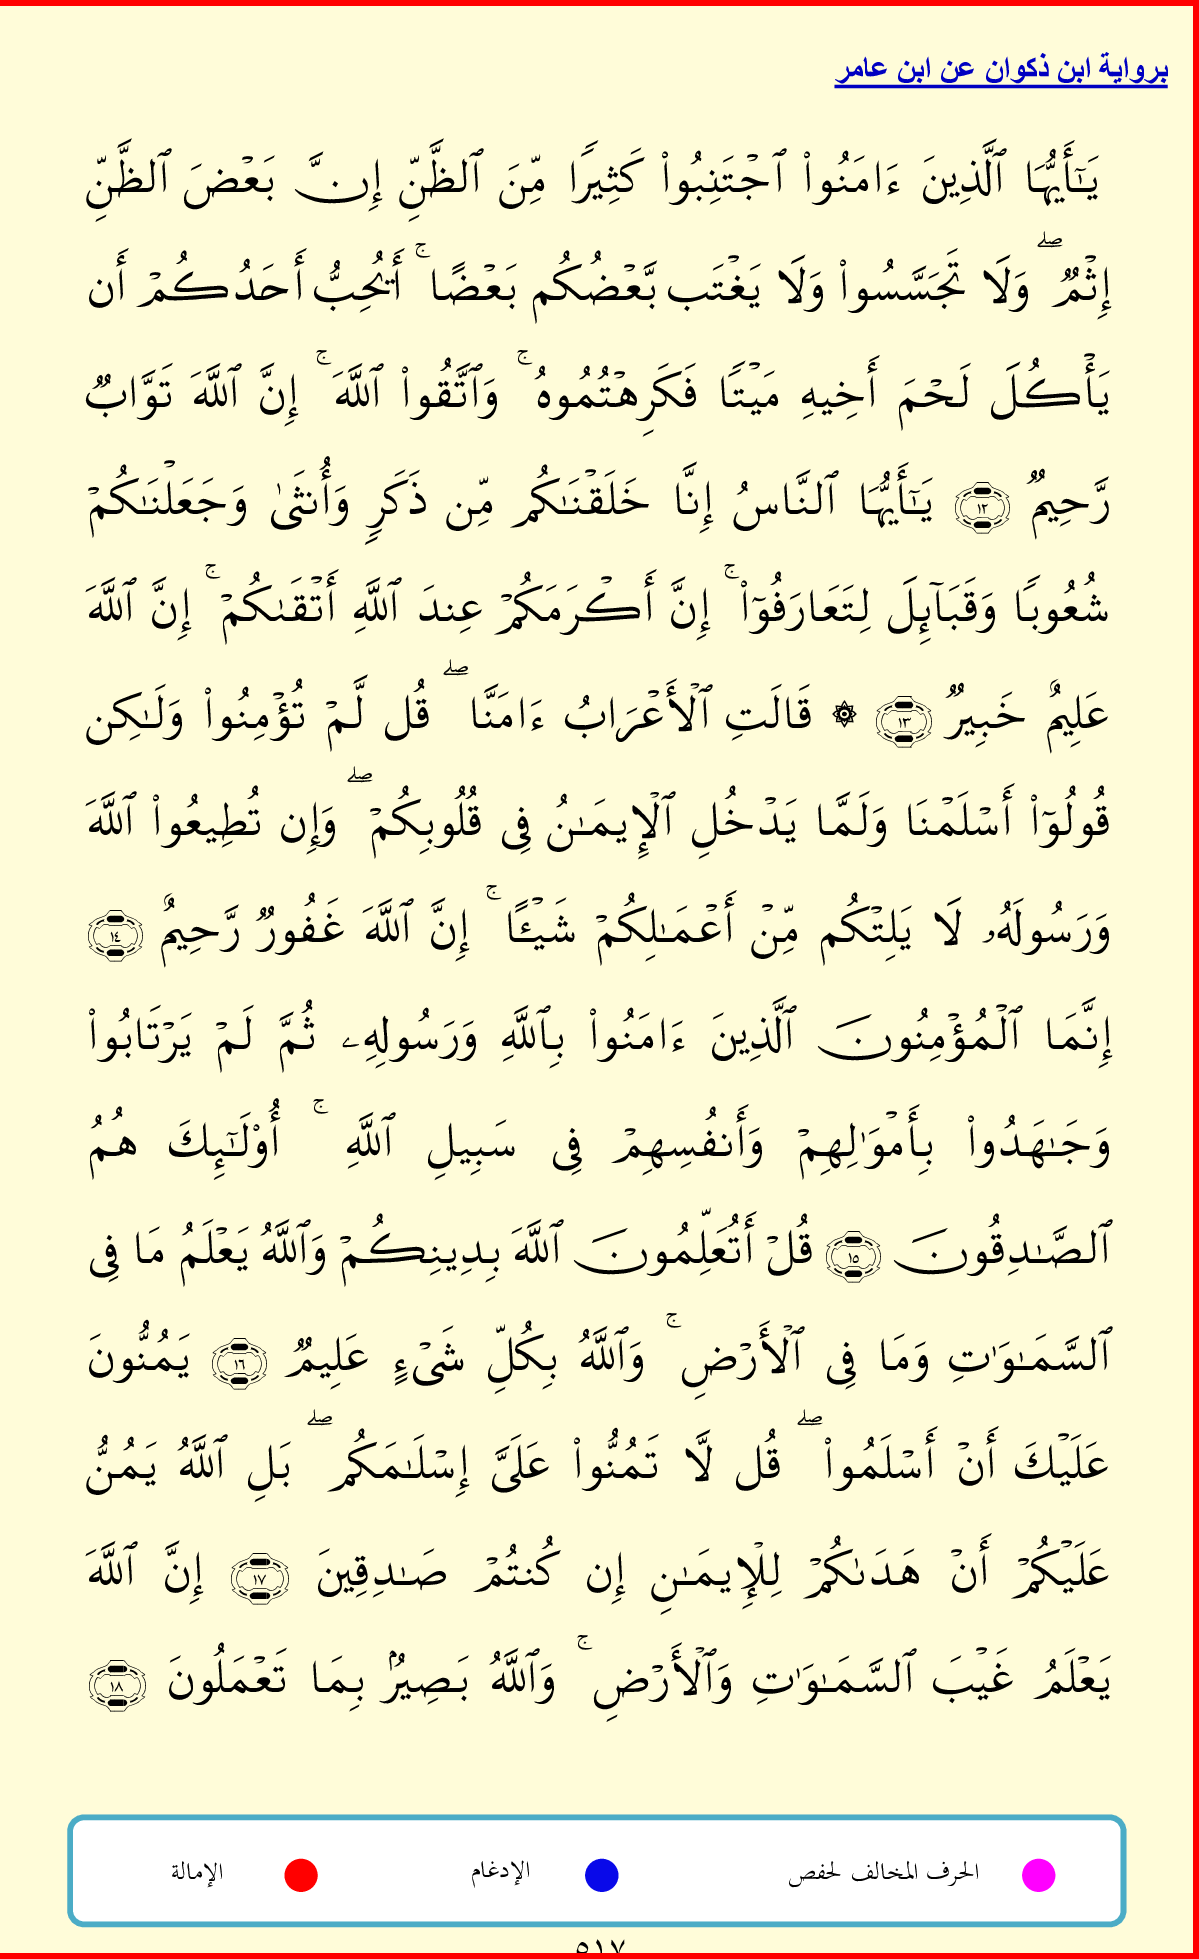 برواية ابن ذكوان عن ابن عامر
يَـٰٓأَيُّهَا ٱلَّذِينَ ءَامَنُوا۟ ٱجْتَنِبُوا۟ كَثِيرًا مِّنَ ٱلظَّنِّ إِنَّ بَعْضَ ٱلظَّنِّ
إِثْمٌ ۖ وَلَا تَجَسَّسُوا۟ وَلَا يَغْتَب بَّعْضُكُم بَعْضًا ۚ أَيُحِبُّ أَحَدُكُمْ أَن
يَأْكُلَ لَحْمَ أَخِيهِ مَيْتًا فَكَرِهْتُمُوهُ ۚ وَٱتَّقُوا۟ ٱللَّهَ ۚ إِنَّ ٱللَّهَ تَوَّابٌ
رَّحِيمٌ ١٢ يَـٰٓأَيُّهَا ٱلنَّاسُ إِنَّا خَلَقْنَـٰكُم مِّن ذَكَرٍ وَأُنثَىٰ وَجَعَلْنَـٰكُمْ
شُعُوبًا وَقَبَآئِلَ لِتَعَارَفُوٓا۟ ۚ إِنَّ أَكْرَمَكُمْ عِندَ ٱللَّهِ أَتْقَىٰكُمْ ۚ إِنَّ ٱللَّهَ
عَلِيمٌ خَبِيرٌ ١٣ ۞ قَالَتِ ٱلْأَعْرَابُ ءَامَنَّا ۖ قُل لَّمْ تُؤْمِنُوا۟ وَلَـٰكِن
قُولُوٓا۟ أَسْلَمْنَا وَلَمَّا يَدْخُلِ ٱلْإِيمَـٰنُ فِى قُلُوبِكُمْ ۖ وَإِن تُطِيعُوا۟ ٱللَّهَ
وَرَسُولَهُۥ لَا يَلِتْكُم مِّنْ أَعْمَـٰلِكُمْ شَيْـًٔا ۚ إِنَّ ٱللَّهَ غَفُورٌ رَّحِيمٌ ١٤
إِنَّمَا ٱلْمُؤْمِنُونَ ٱلَّذِينَ ءَامَنُوا۟ بِٱللَّهِ وَرَسُولِهِۦ ثُمَّ لَمْ يَرْتَابُوا۟
وَجَـٰهَدُوا۟ بِأَمْوَٰلِهِمْ وَأَنفُسِهِمْ فِى سَبِيلِ ٱللَّهِ ۚ أُو۟لَـٰٓئِكَ هُمُ
ٱلصَّـٰدِقُونَ ١٥ قُلْ أَتُعَلِّمُونَ ٱللَّهَ بِدِينِكُمْ وَٱللَّهُ يَعْلَمُ مَا فِى
ٱلسَّمَـٰوَٰتِ وَمَا فِى ٱلْأَرْضِ ۚ وَٱللَّهُ بِكُلِّ شَىْءٍ عَلِيمٌ ١٦ يَمُنُّونَ
عَلَيْكَ أَنْ أَسْلَمُوا۟ ۖ قُل لَّا تَمُنُّوا۟ عَلَىَّ إِسْلَـٰمَكُم ۖ بَلِ ٱللَّهُ يَمُنُّ
عَلَيْكُمْ أَنْ هَدَىٰكُمْ لِلْإِيمَـٰنِ إِن كُنتُمْ صَـٰدِقِينَ ١٧ إِنَّ ٱللَّهَ
يَعْلَمُ غَيْبَ ٱلسَّمَـٰوَٰتِ وَٱلْأَرْضِ ۚ وَٱللَّهُ بَصِيرٌۢ بِمَا تَعْمَلُونَ ١٨
الحرف المخالف لحفص الإدغام الإمالة
٥١٧